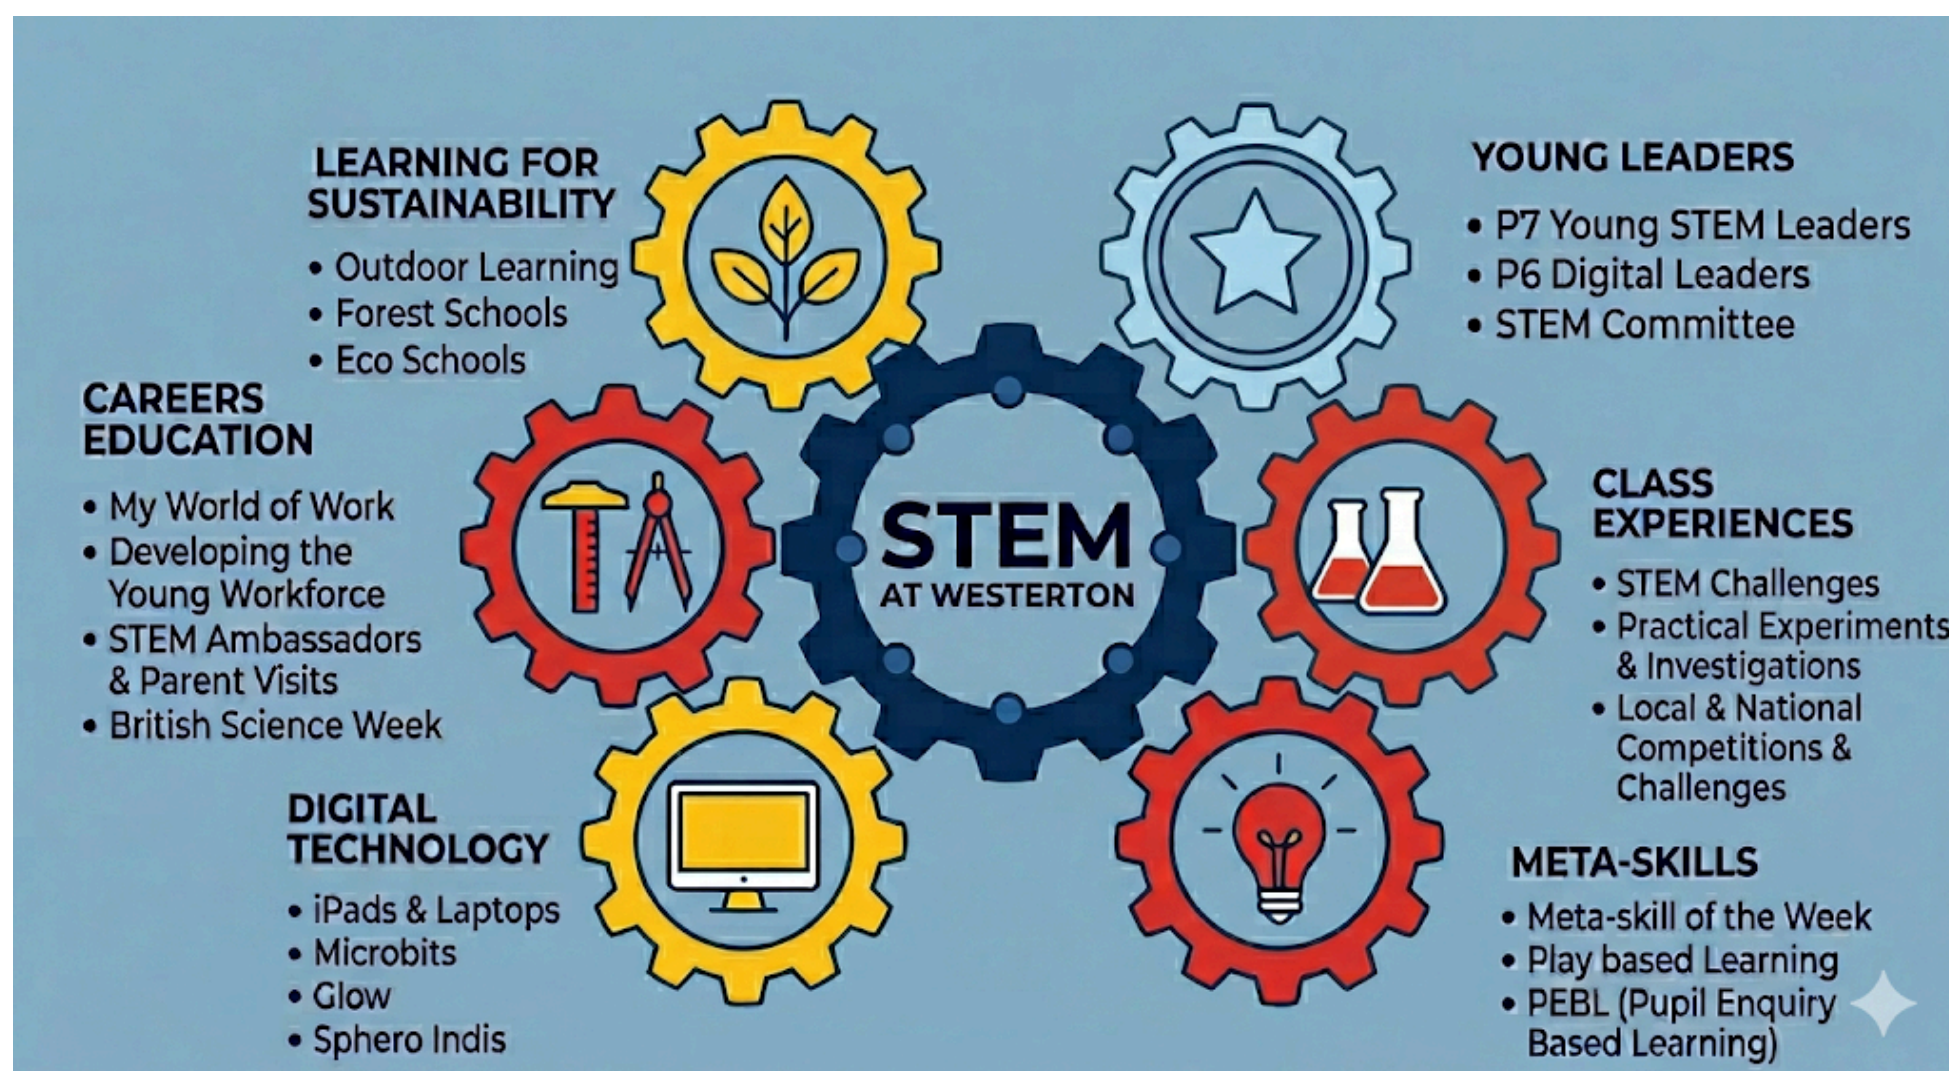 LEARNING FOR
SUSTAINABILITY
• Outdoor Learning
• Forest Schools
• Eco Schools
YOUNG LEADERS
• P7 Young STEM Leaders
• P6 Digital Leaders
• STEM Committee
CAREERS
EDUCATION
• My World of Work
• Developing the
Young Workforce
• STEM Ambassadors
& Parent Visits
• British Science Week
STEM
AT WESTERTON
CLASS
EXPERIENCES
• STEM Challenges
• Practical Experiments
& Investigations
• Local & National
Competitions &
Challenges
DIGITAL
TECHNOLOGY
• iPads & Laptops
• Microbits
• Glow
• Sphero Indis
META-SKILLS
• Meta-skill of the Week
• Play based Learning
• PEBL (Pupil Enquiry
Based Learning)